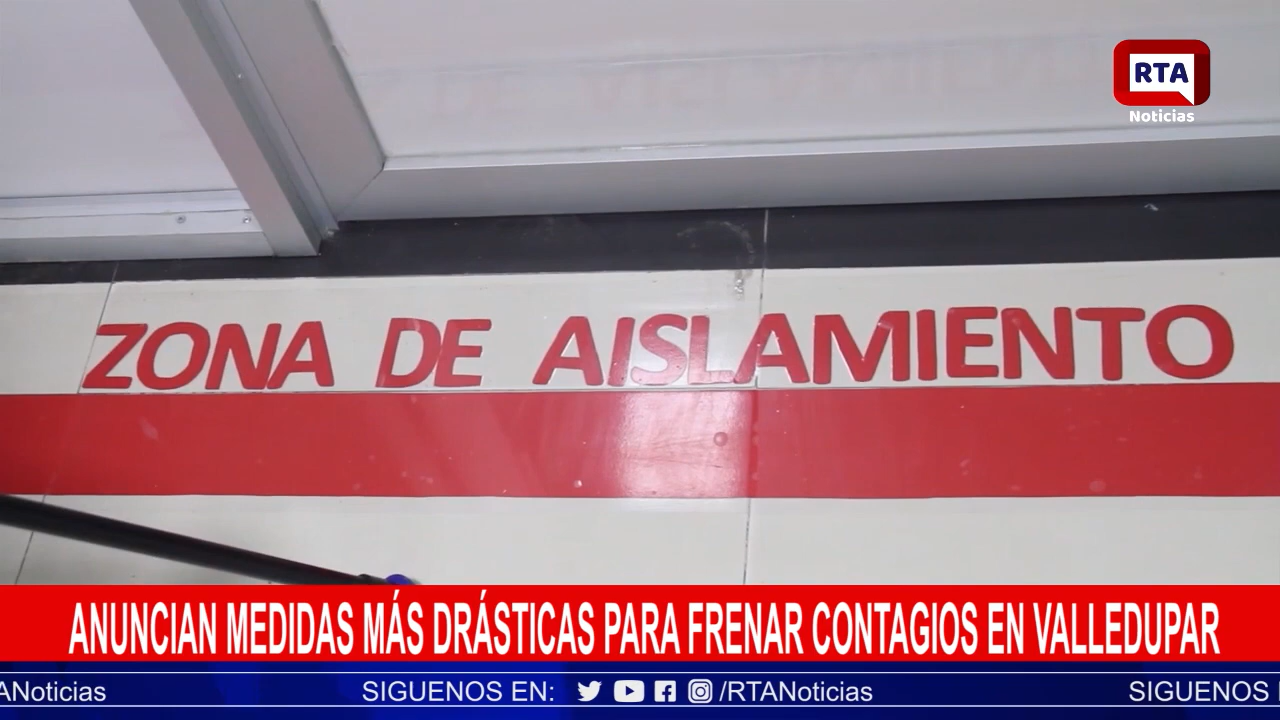 RTA
Noticias
ZONA DE AISLAMIENTO
ANUNCIAN MEDIDAS MÁS DRÁSTICAS PARA FRENAR CONTAGIOS EN VALLEDUPAR
ANoticias SIGUENOS EN: /RTANoticias SIGUENOS